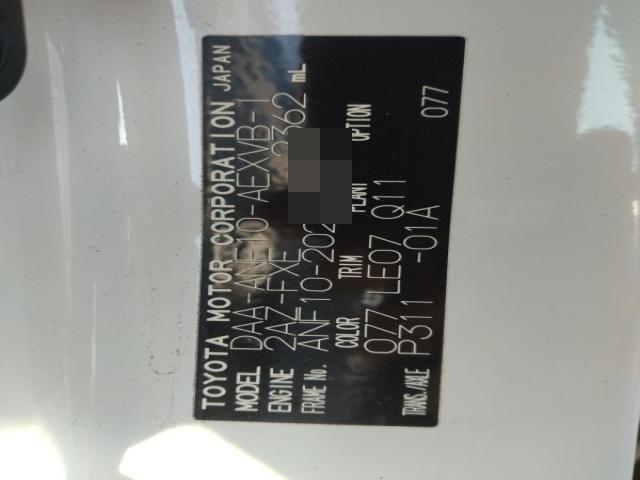 TOYOTA MOTOR CORPORATION JAPAN
MODEL DAA-ANF10-AEXVB-1
ENGINE 2AZ-FXE 2362 mL
FRAME No. ANF10-202
COLOR TRIM PLANT OPTION
077 LE07 Q11 077
TRANS./AXLE P311 -01A